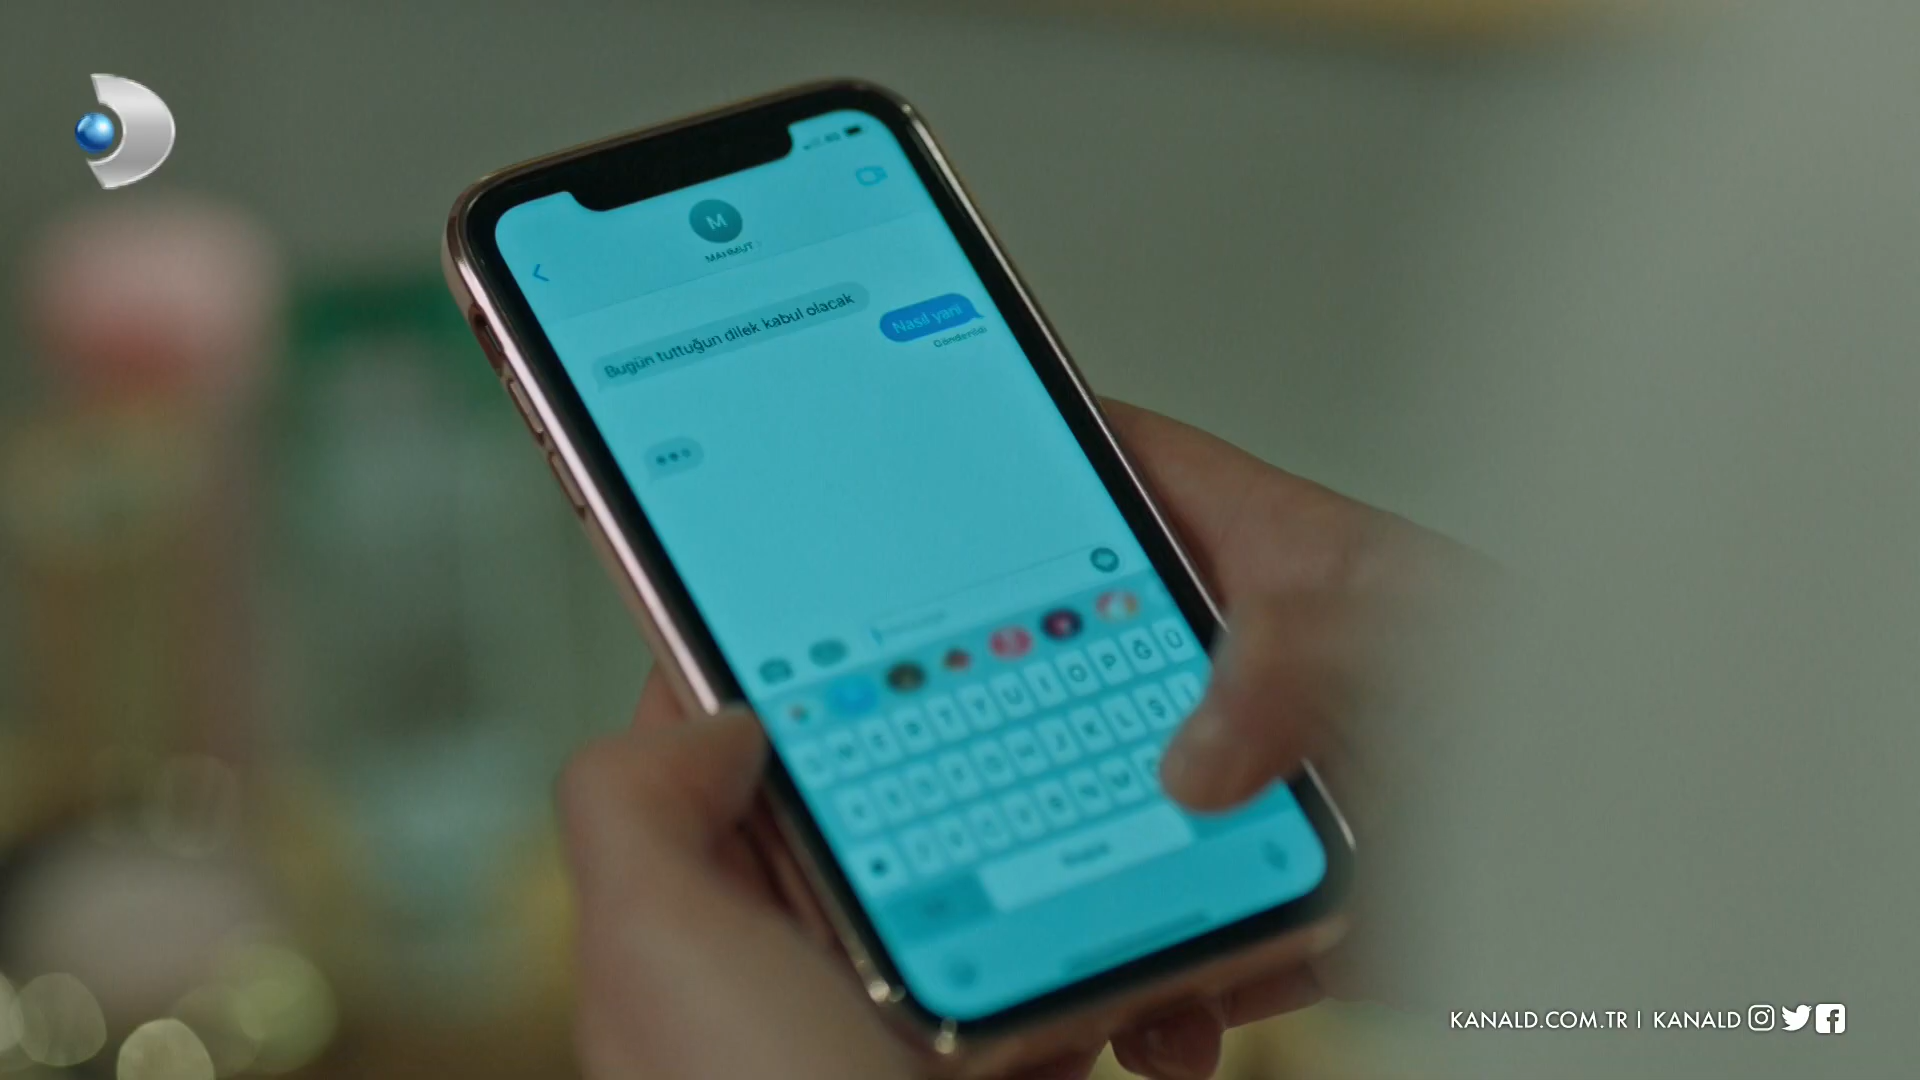 M
MAHMUT
Bugün tuttuğun dilek kabul olacak
Nasıl yani
Gönderildi
T Y U I O P Ğ Ü
J K L Ş İ
KANALD.COM.TR | KANALD